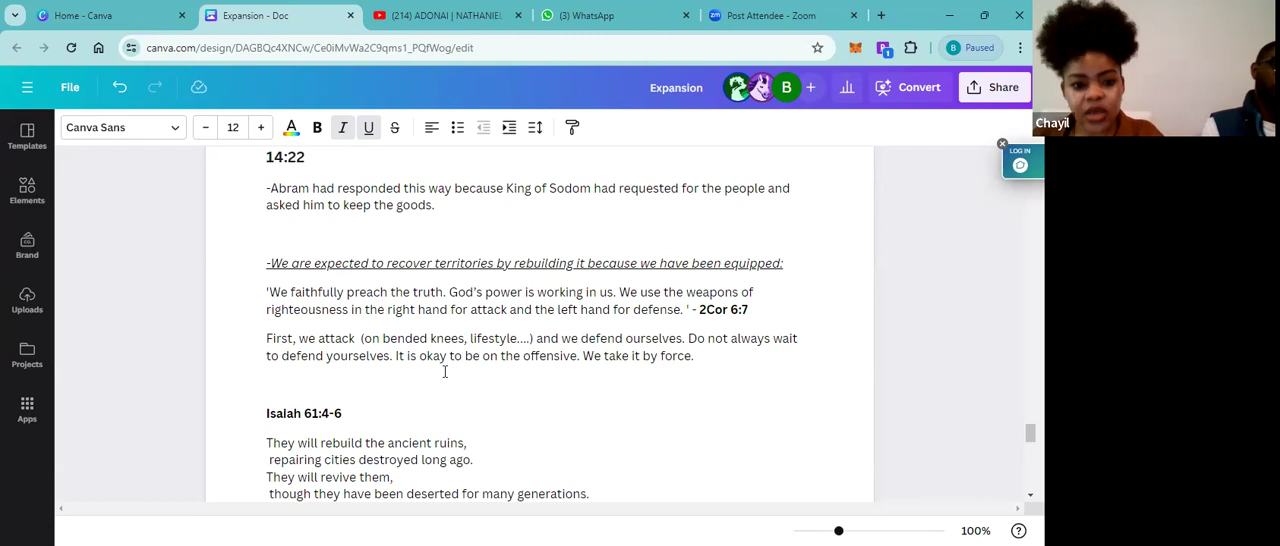 Home - Canva
Expansion - Doc
(214) ADONAI | NATHANIEL
(3) WhatsApp
Post Attendee - Zoom
canva.com/design/DAGBQc4XNCw/Ce0iMvWa2C9qms1_PQfWog/edit
B Paused
1
File
Expansion
B
Convert
Share
Chayil
LOG IN
Canva Sans
12
A
B
I
U
S
Templates
Elements
Brand
Uploads
Projects
Apps
14:22
-Abram had responded this way because King of Sodom had requested for the people and
asked him to keep the goods.
-We are expected to recover territories by rebuilding it because we have been equipped:
'We faithfully preach the truth. God's power is working in us. We use the weapons of
righteousness in the right hand for attack and the left hand for defense. ' - 2Cor 6:7
First, we attack (on bended knees, lifestyle....) and we defend ourselves. Do not always wait
to defend yourselves. It is okay to be on the offensive. We take it by force.
Isaiah 61:4-6
They will rebuild the ancient ruins,
repairing cities destroyed long ago.
They will revive them,
though they have been deserted for many generations.
100%